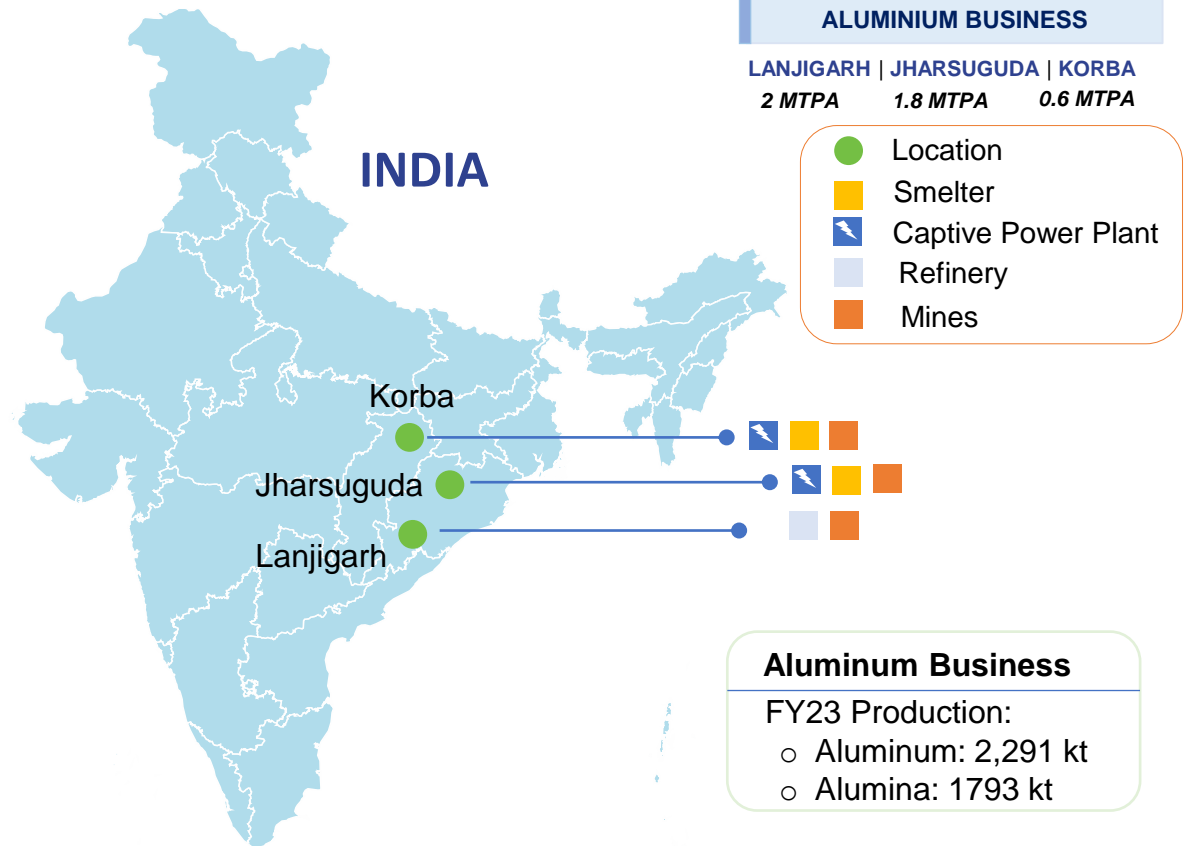 ALUMINIUM BUSINESS
LANJIGARH | JHARSUGUDA | KORBA
2 MTPA 1.8 MTPA 0.6 MTPA
INDIA
Location
Smelter
Captive Power Plant
Refinery
Mines
Korba
Jharsuguda
Lanjigarh
Aluminum Business
FY23 Production:
o Aluminum: 2,291 kt
o Alumina: 1793 kt